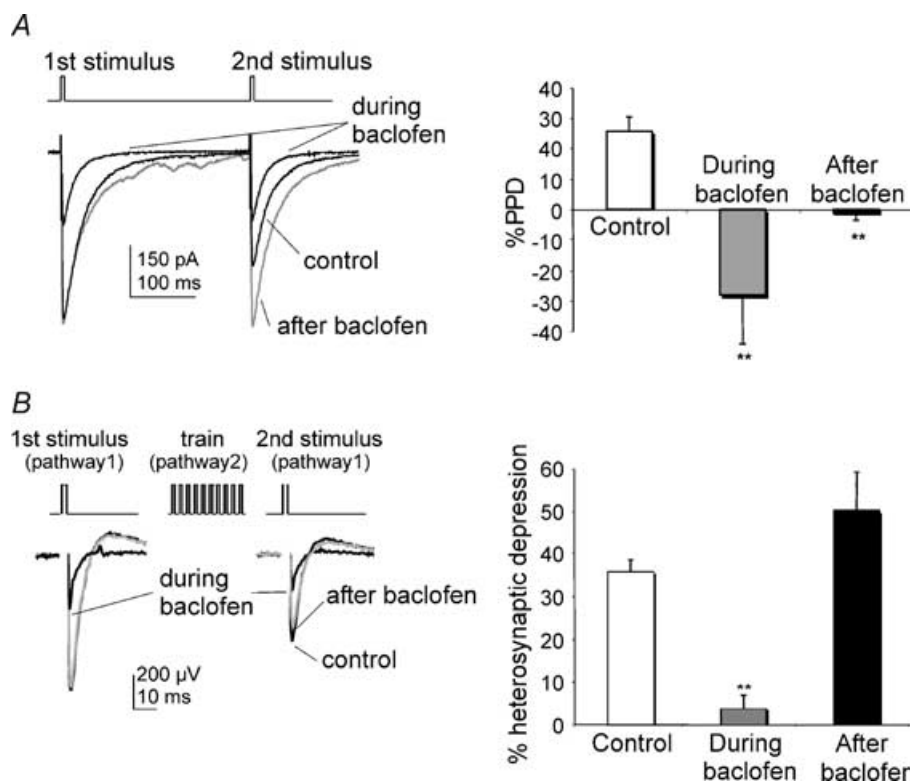 A
1st stimulus
2nd stimulus
during
baclofen
control
after baclofen
150 pA
100 ms
%PPD
40
30
40
10
0
-10
-20
-30
-40
Control
During
baclofen
After
baclofen
**
**
B
1st stimulus
(pathway1)
train
(pathway2)
2nd stimulus
(pathway1)
during
baclofen
after baclofen
control
200 µV
10 ms
% heterosynaptic depression
60
50
40
30
20
10
0
**
Control
During
baclofen
After
baclofen